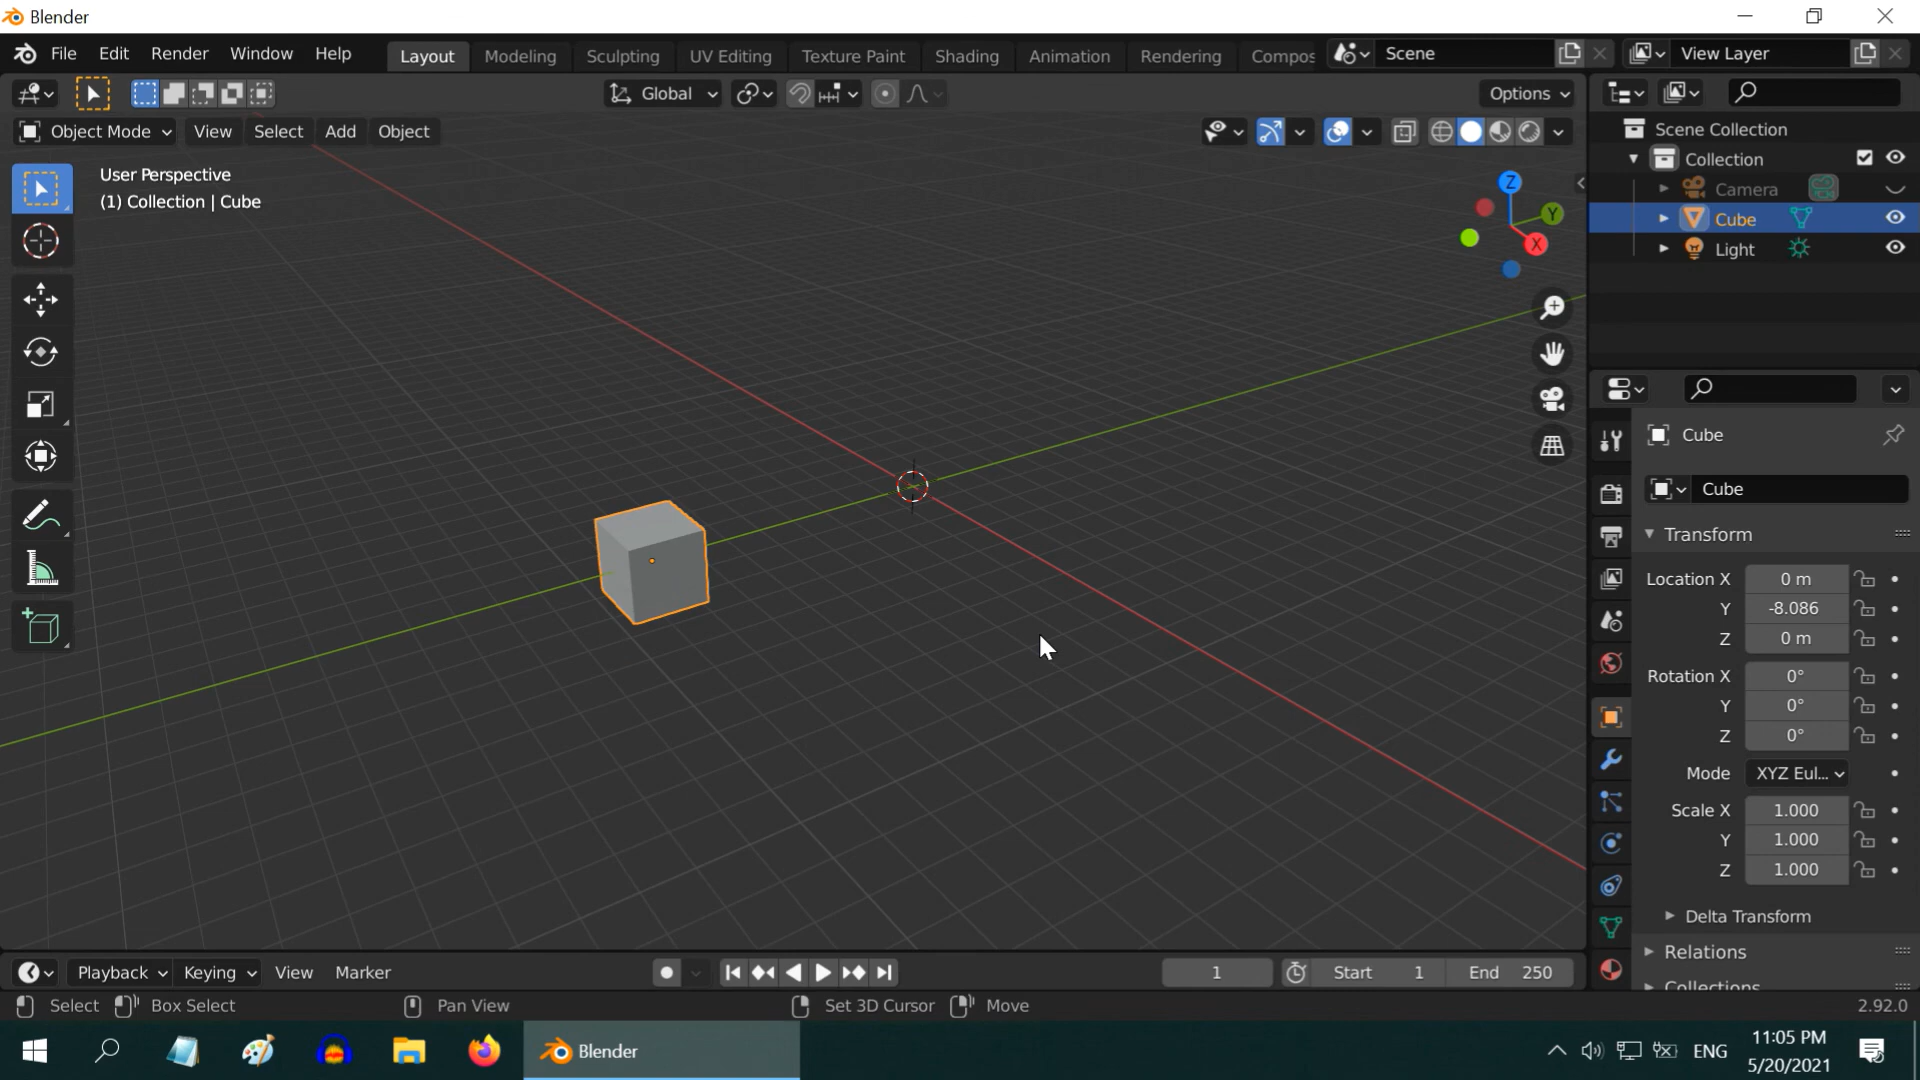 Blender
File Edit Render Window Help Layout Modeling Sculpting UV Editing Texture Paint Shading Animation Rendering Compos Scene View Layer
Global Options
Object Mode View Select Add Object
User Perspective
(1) Collection | Cube
Z
Y
X
Scene Collection
Collection
Camera
Cube
Light
Cube
Cube
Transform
Location X 0 m
Y -8.086
Z 0 m
Rotation X 0°
Y 0°
Z 0°
Mode XYZ Eul...
Scale X 1.000
Y 1.000
Z 1.000
Delta Transform
Relations
Collections
Playback Keying View Marker 1 Start 1 End 250
Select Box Select Pan View Set 3D Cursor Move 2.92.0
Blender ENG 11:05 PM
5/20/2021